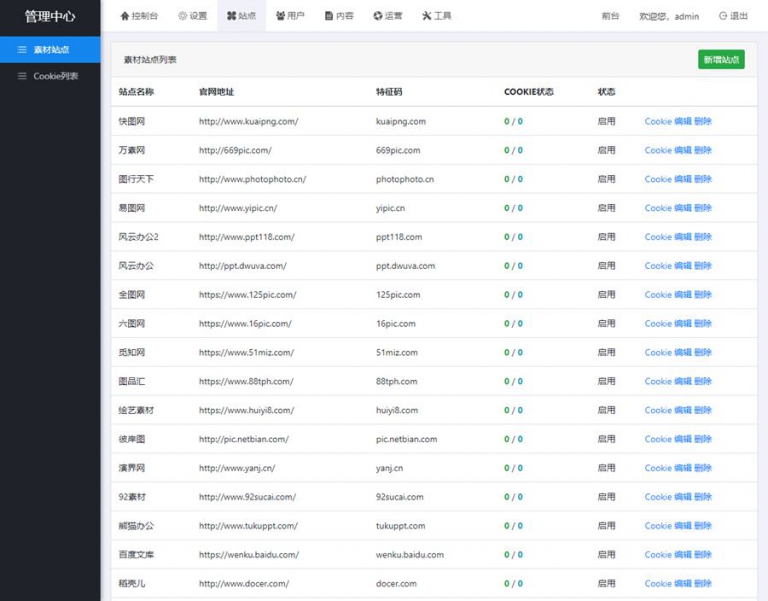 管理中心 控制台 设置 站点 用户 内容 运营 工具 前台 欢迎您，admin 退出
素材站点
Cookie列表
素材站点列表 新增站点
站点名称 官网地址 特征码 COOKIE状态 状态
快图网 http://www.kuaipng.com/ kuaipng.com 0 / 0 启用 Cookie 编辑 删除
万素网 http://669pic.com/ 669pic.com 0 / 0 启用 Cookie 编辑 删除
图行天下 http://www.photophoto.cn/ photophoto.cn 0 / 0 启用 Cookie 编辑 删除
易图网 http://www.yipic.cn/ yipic.cn 0 / 0 启用 Cookie 编辑 删除
风云办公2 http://www.ppt118.com/ ppt118.com 0 / 0 启用 Cookie 编辑 删除
风云办公 http://ppt.dwuva.com/ ppt.dwuva.com 0 / 0 启用 Cookie 编辑 删除
全图网 https://www.125pic.com/ 125pic.com 0 / 0 启用 Cookie 编辑 删除
六图网 https://www.16pic.com/ 16pic.com 0 / 0 启用 Cookie 编辑 删除
觅知网 https://www.51miz.com/ 51miz.com 0 / 0 启用 Cookie 编辑 删除
图品汇 https://www.88tph.com/ 88tph.com 0 / 0 启用 Cookie 编辑 删除
绘艺素材 https://www.huiyi8.com/ huiyi8.com 0 / 0 启用 Cookie 编辑 删除
彼岸图 http://pic.netbian.com/ pic.netbian.com 0 / 0 启用 Cookie 编辑 删除
演界网 http://www.yanj.cn/ yanj.cn 0 / 0 启用 Cookie 编辑 删除
92素材 http://www.92sucai.com/ 92sucai.com 0 / 0 启用 Cookie 编辑 删除
熊猫办公 http://www.tukuppt.com/ tukuppt.com 0 / 0 启用 Cookie 编辑 删除
百度文库 https://wenku.baidu.com/ wenku.baidu.com 0 / 0 启用 Cookie 编辑 删除
稻壳儿 http://www.docer.com/ docer.com 0 / 0 启用 Cookie 编辑 删除